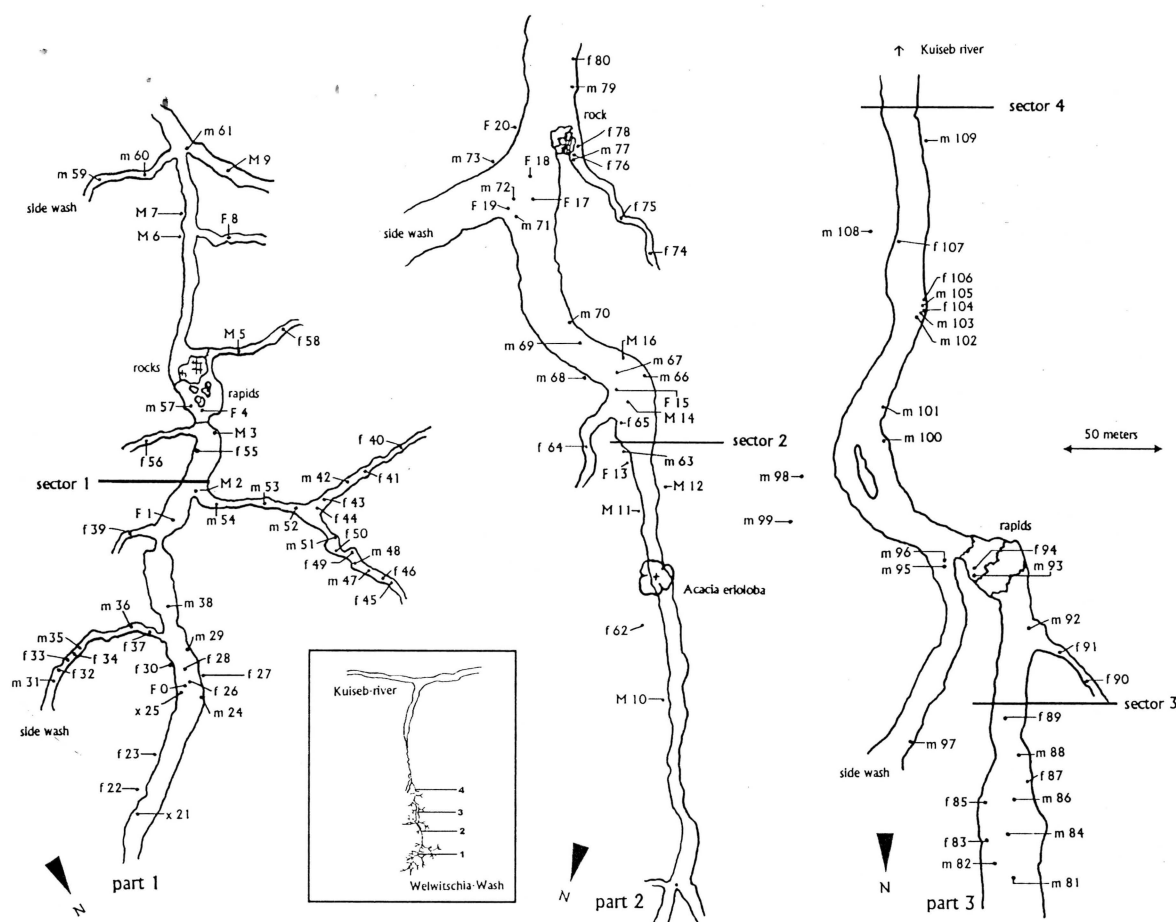 m 61
m 60
M 9
m 59
side wash
M 7
F 8
M 6
M 5
f 58
rocks
rapids
m 57
F 4
M 3
f 40
f 56
f 55
m 42
f 41
sector 1
m 53
M 2
f 43
f 39
F 1
m 54
m 52
f 44
m 51
f 50
f 49
m 48
m 47
f 46
f 45
m 36
m 38
m 35
f 37
m 29
f 33
f 34
f 30
f 28
f 32
f 27
m 31
F 0
f 26
x 25
m 24
side wash
f 23
f 22
x 21
N
part 1
Kuiseb-river
4
3
2
1
Welwitschia-Wash
f 80
m 79
rock
F 20
f 78
m 73
m 77
F 18
f 76
m 72
F 19
F 17
f 75
m 71
side wash
f 74
m 70
M 16
m 69
m 67
m 68
m 66
F 15
f 65
M 14
f 64
sector 2
m 63
F 13
M 12
M 11
Acacia erioloba
f 62
M 10
N
part 2
↑ Kuiseb river
sector 4
m 109
m 108
f 107
f 106
m 105
f 104
m 103
m 102
m 101
m 100
50 meters
m 98
m 99
rapids
m 96
f 94
m 95
m 93
m 92
f 91
f 90
sector 3
f 89
m 97
m 88
side wash
f 87
f 85
m 86
f 83
m 84
m 82
m 81
N
part 3